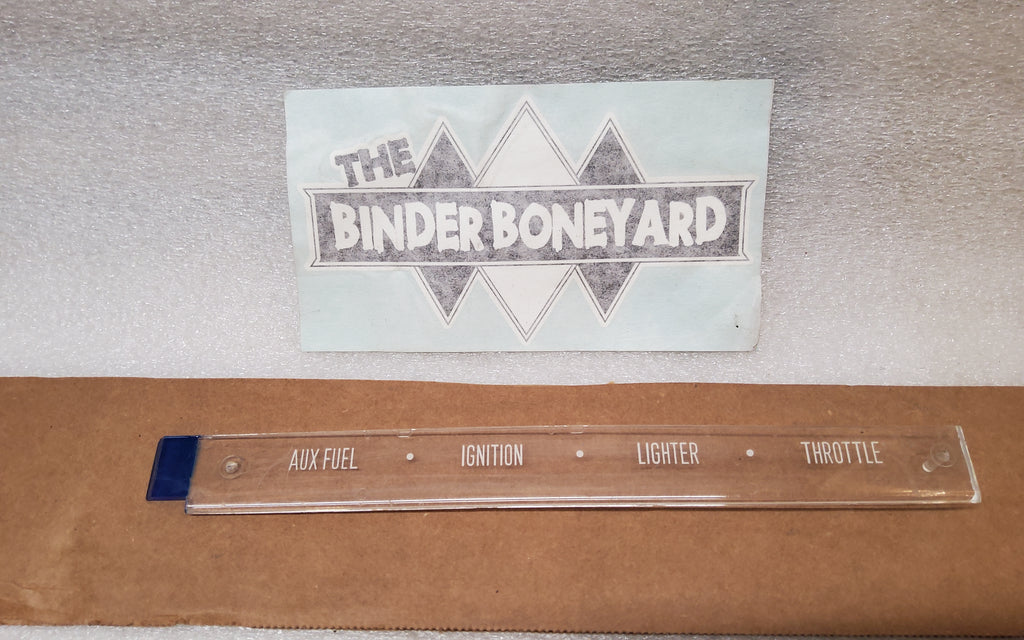 THE
BINDER BONEYARD
AUX FUEL • IGNITION • LIGHTER • THROTTLE